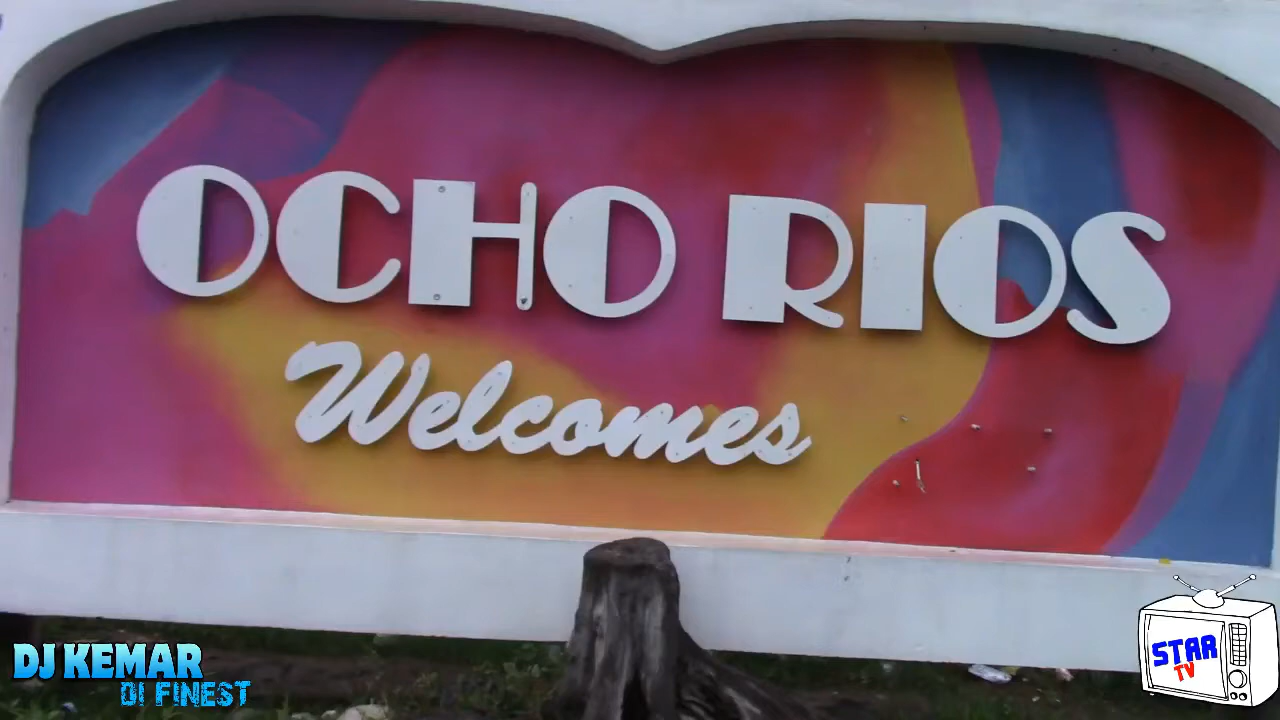 OCHO RIOS
Welcomes
DJ KEMAR
DI FINEST
STAR
TV